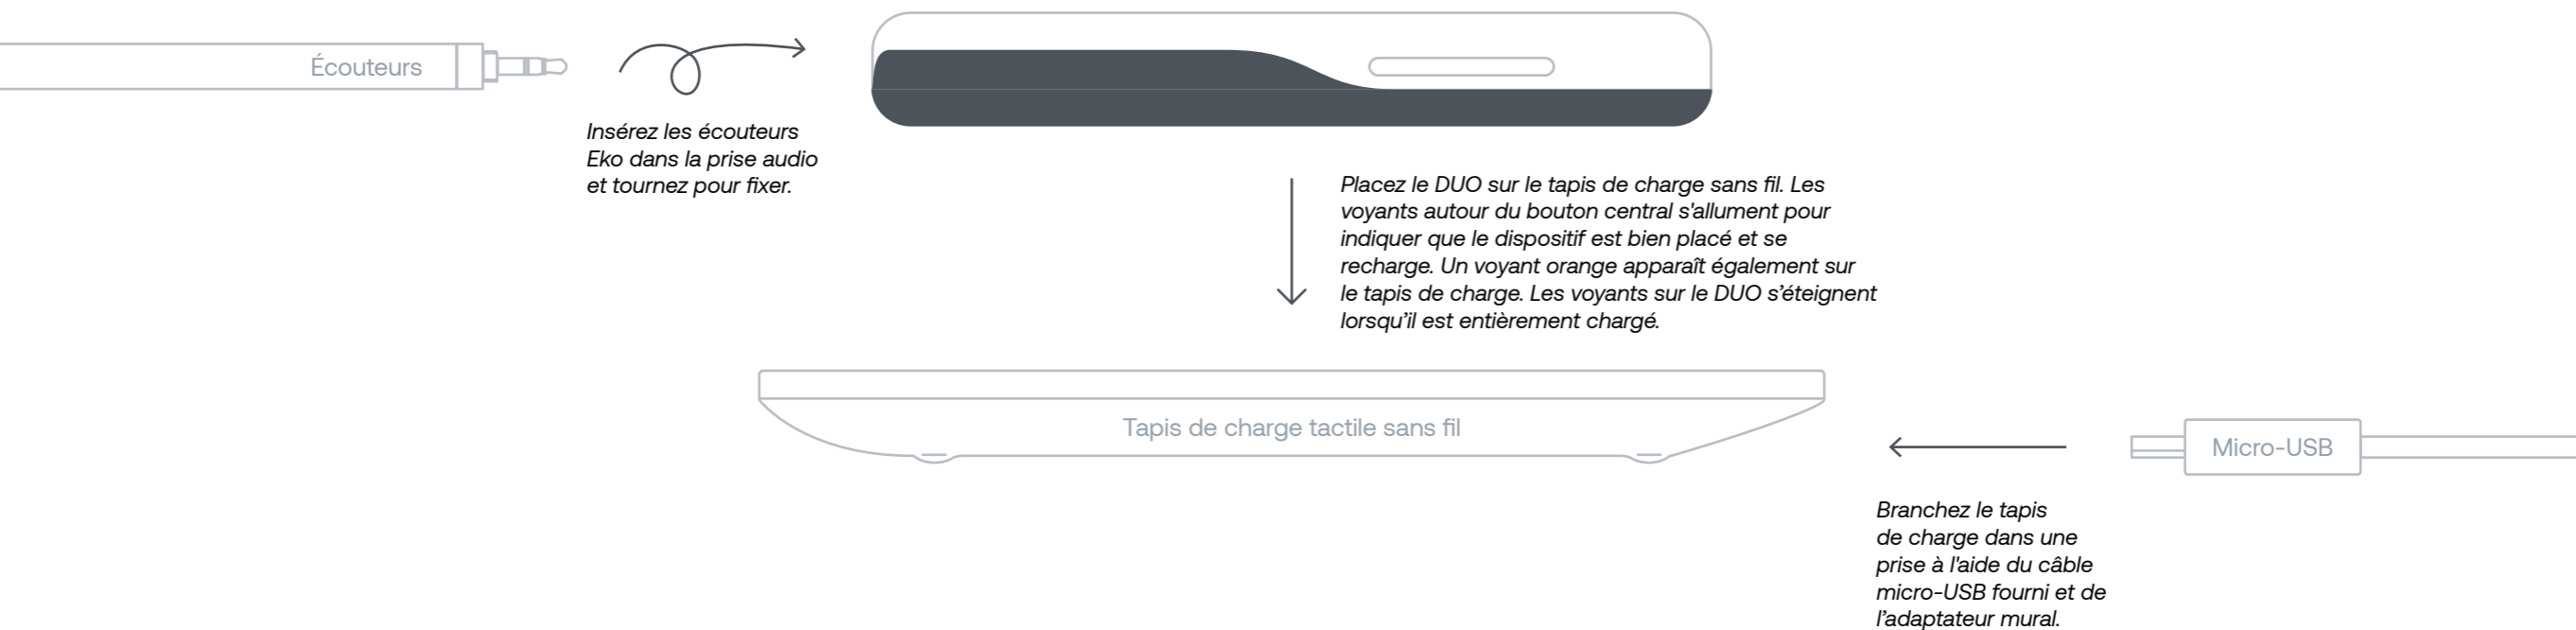 Écouteurs
Insérez les écouteurs
Eko dans la prise audio
et tournez pour fixer.
Placez le DUO sur le tapis de charge sans fil. Les
voyants autour du bouton central s'allument pour
indiquer que le dispositif est bien placé et se
recharge. Un voyant orange apparaît également sur
le tapis de charge. Les voyants sur le DUO s’éteignent
lorsqu’il est entièrement chargé.
Tapis de charge tactile sans fil
Micro-USB
Branchez le tapis
de charge dans une
prise à l'aide du câble
micro-USB fourni et de
l’adaptateur mural.